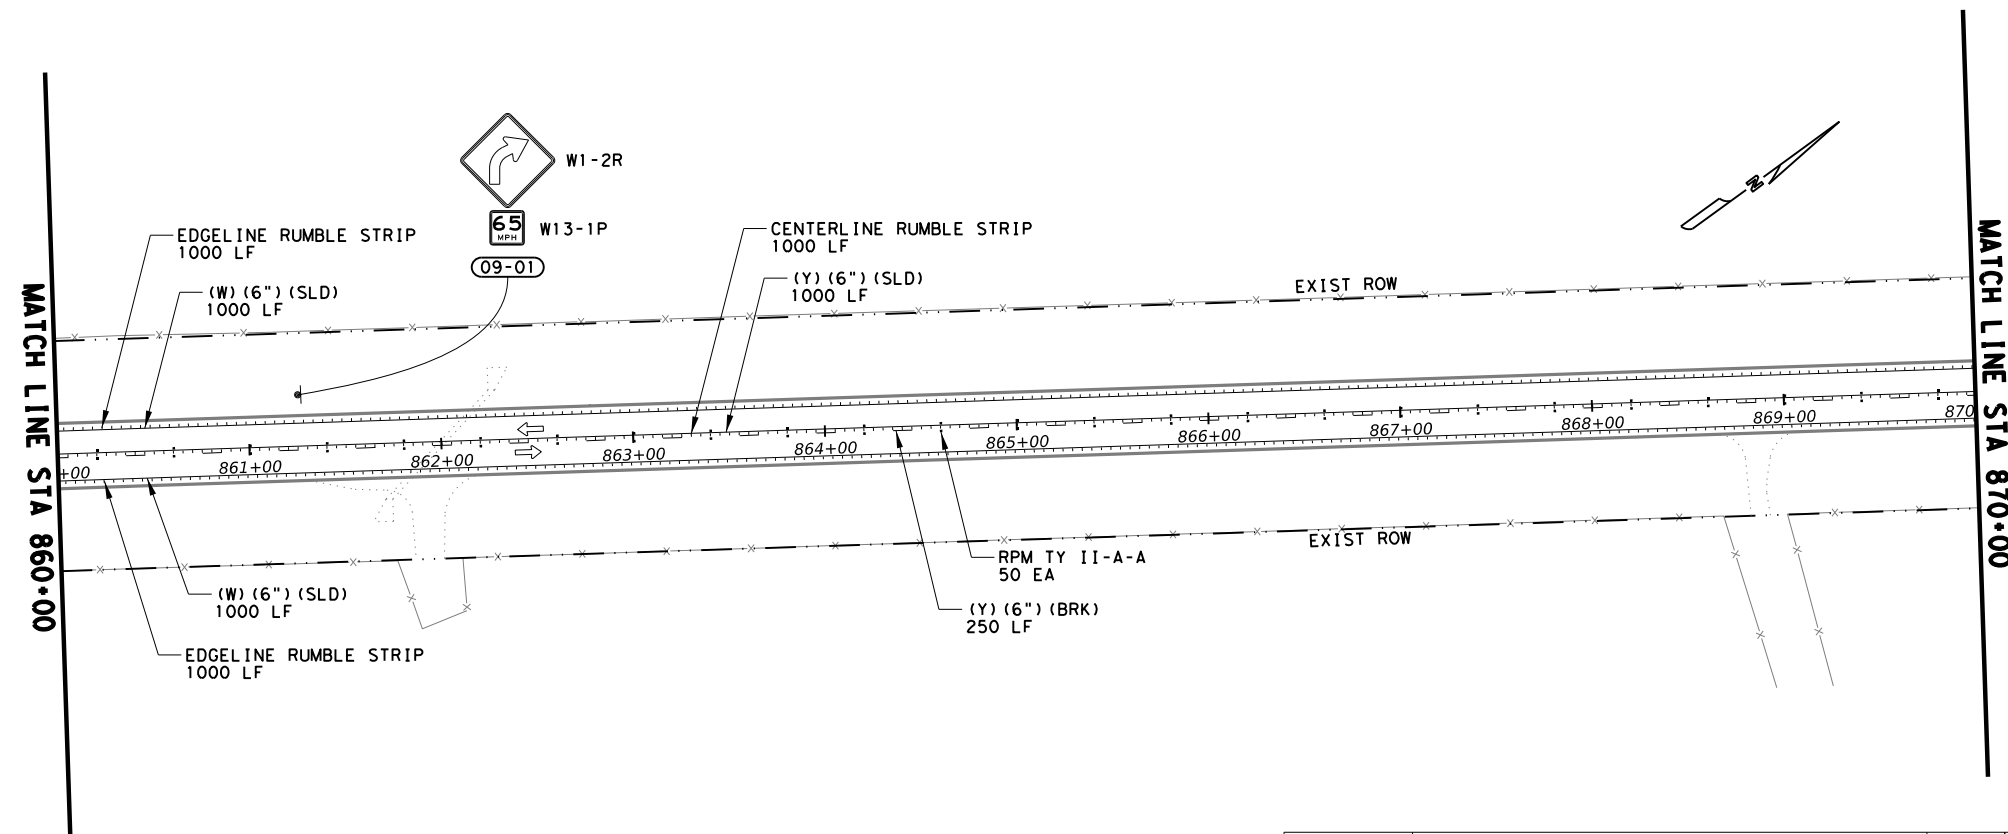 W1-2R
65
MPH
W13-1P
09-01
EDGELINE RUMBLE STRIP
1000 LF
(W)(6")(SLD)
1000 LF
CENTERLINE RUMBLE STRIP
1000 LF
(Y)(6")(SLD)
1000 LF
EXIST ROW
N
MATCH LINE STA 860+00
MATCH LINE STA 870+00
+00
861+00
862+00
863+00
864+00
865+00
866+00
867+00
868+00
869+00
870
EXIST ROW
RPM TY II-A-A
50 EA
(Y)(6")(BRK)
250 LF
(W)(6")(SLD)
1000 LF
EDGELINE RUMBLE STRIP
1000 LF